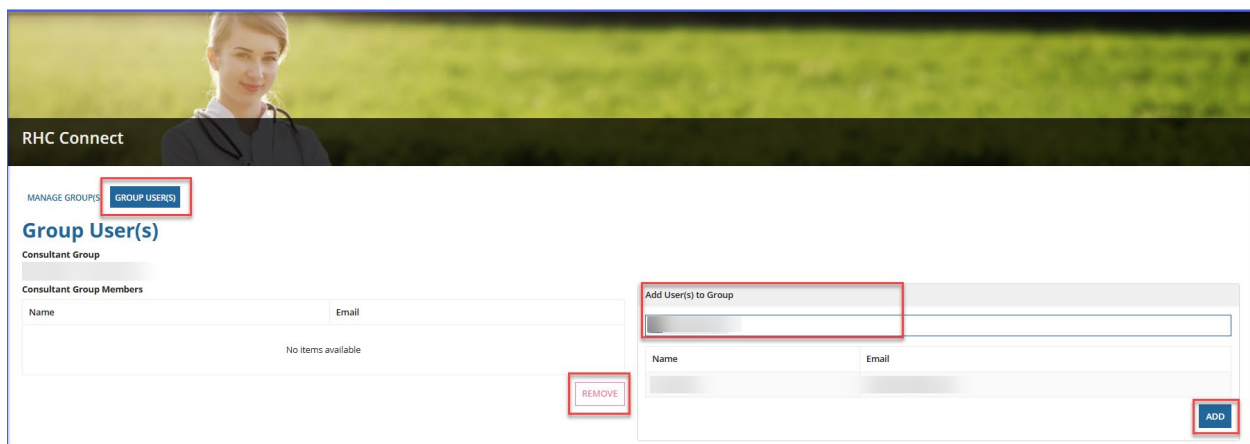 RHC Connect
MANAGE GROUP(S
GROUP USER(S)
Group User(s)
Consultant Group
Consultant Group Members
Name Email
No items available
REMOVE
Add User(s) to Group
Name Email
ADD